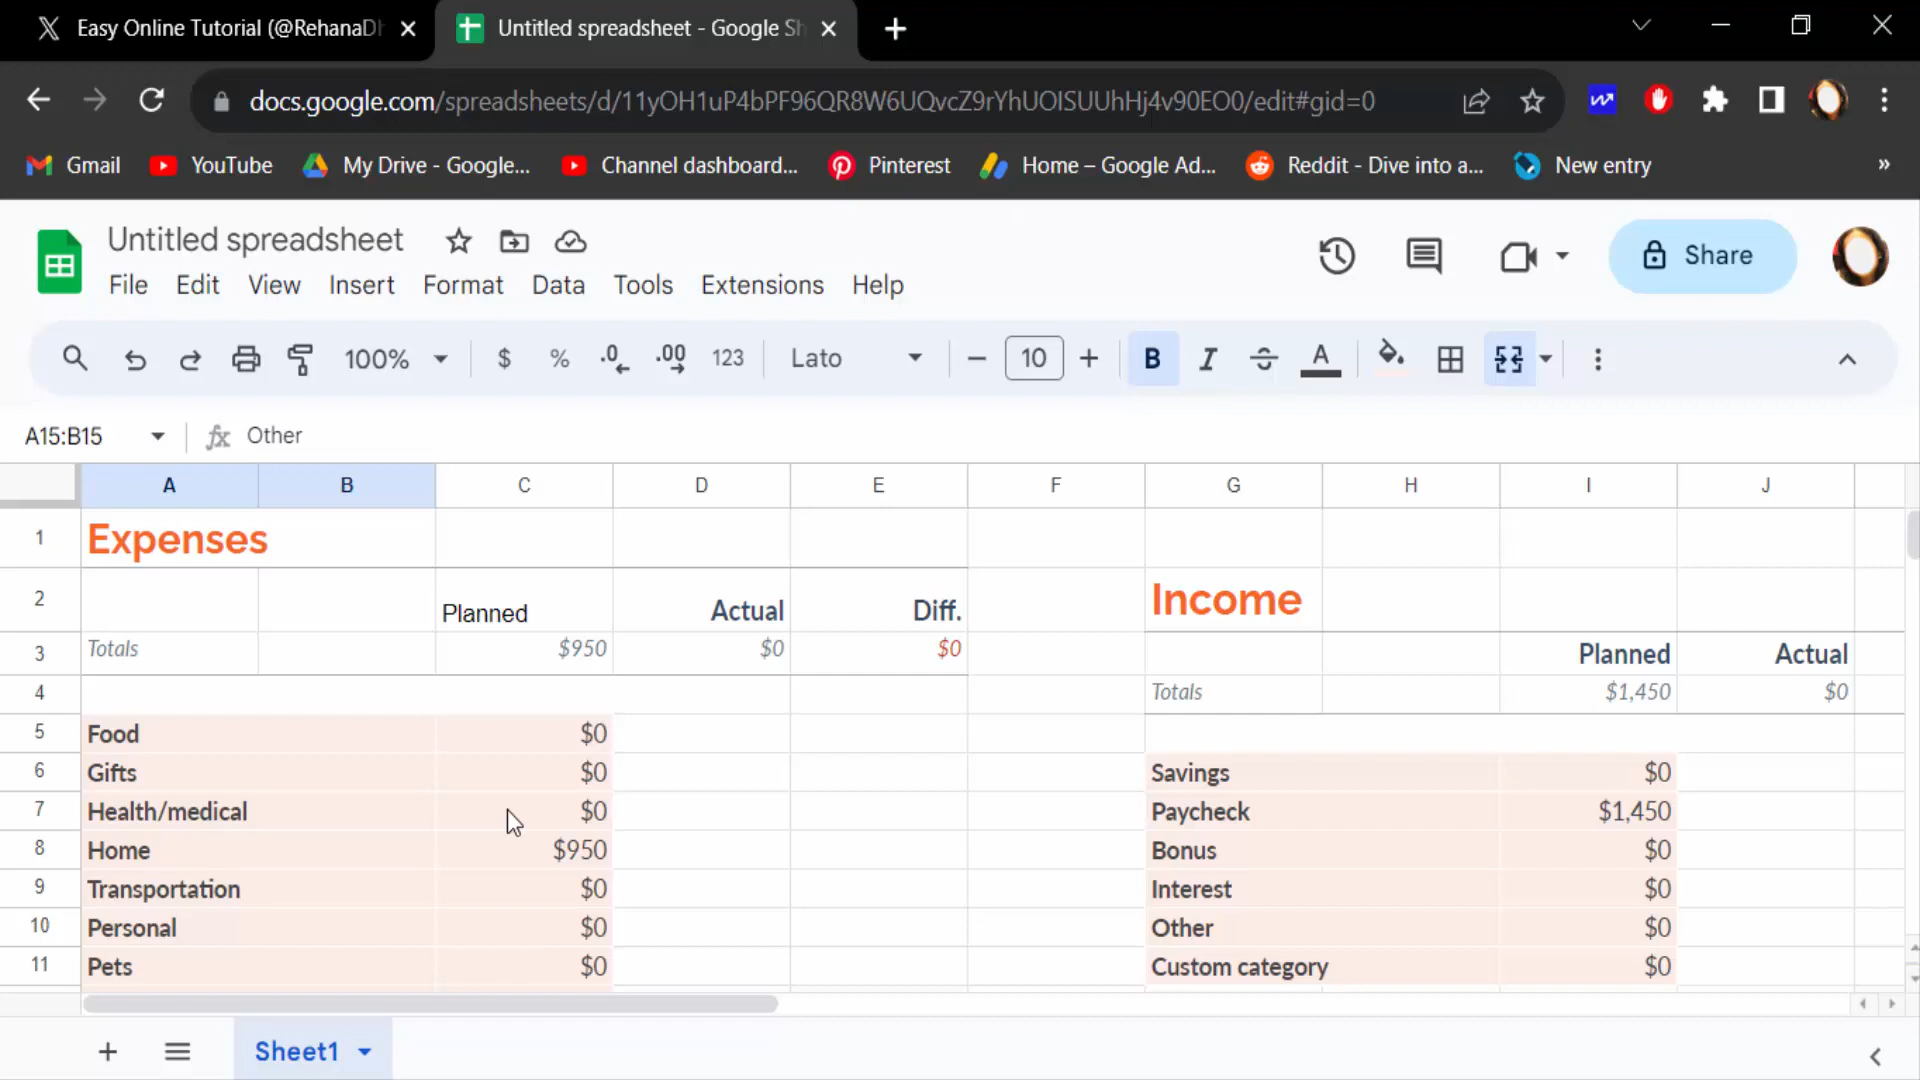 Easy Online Tutorial (@RehanaDh
Untitled spreadsheet - Google Sh
docs.google.com/spreadsheets/d/11yOH1uP4bPF96QR8W6UQvcZ9rYhUOISUUhHj4v90EO0/edit#gid=0
Gmail YouTube My Drive - Google... Channel dashboard... Pinterest Home – Google Ad... Reddit - Dive into a... New entry »
Untitled spreadsheet
File Edit View Insert Format Data Tools Extensions Help
Share
100% $ % .0 .00 123 Lato − 10 + B I A
A15:B15 fx Other
A B C D E F G H I J
1 Expenses
2 Planned Actual Diff. Income
3 Totals $950 $0 $0 Planned Actual
4 Totals $1,450 $0
5 Food $0
6 Gifts $0 Savings $0
7 Health/medical $0 Paycheck $1,450
8 Home $950 Bonus $0
9 Transportation $0 Interest $0
10 Personal $0 Other $0
11 Pets $0 Custom category $0
Sheet1